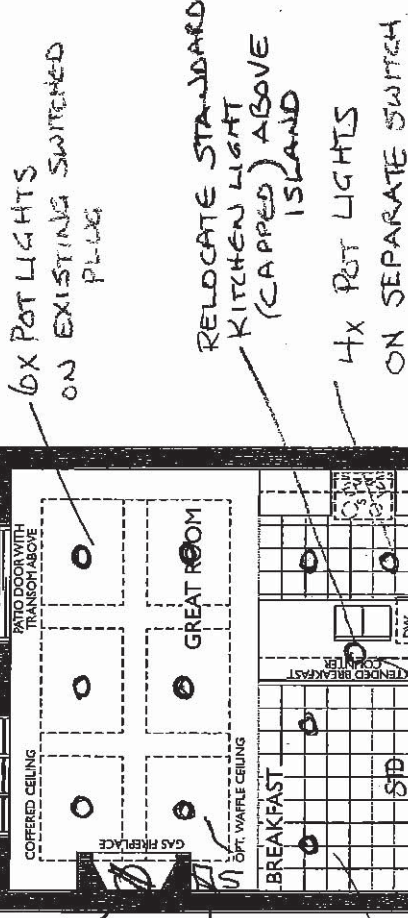 6X POT LIGHTS
ON EXISTING SWITCHED
PLUG
RELOCATE STANDARD
KITCHEN LIGHT
(CAPPED) ABOVE
ISLAND
4X POT LIGHTS
ON SEPARATE SWITCH
PATIO DOOR WITH
TRANSOM ABOVE
COFFERED CEILING
GREAT ROOM
GAS FIREPLACE
OPT. WAFFLE CEILING
S
BREAKFAST
EXTENDED BREAKFAST
COUNTER
DW
STD